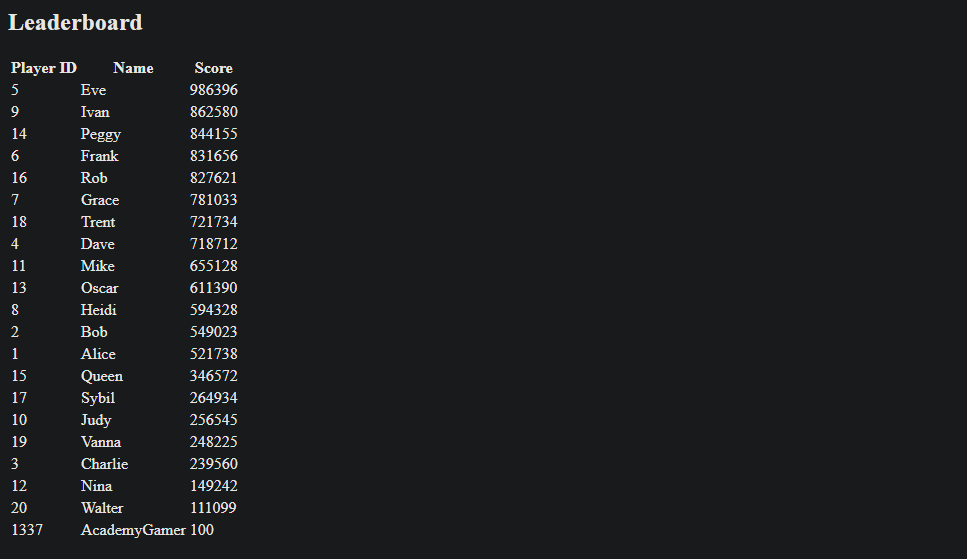 Leaderboard
Player ID Name Score
5 Eve 986396
9 Ivan 862580
14 Peggy 844155
6 Frank 831656
16 Rob 827621
7 Grace 781033
18 Trent 721734
4 Dave 718712
11 Mike 655128
13 Oscar 611390
8 Heidi 594328
2 Bob 549023
1 Alice 521738
15 Queen 346572
17 Sybil 264934
10 Judy 256545
19 Vanna 248225
3 Charlie 239560
12 Nina 149242
20 Walter 111099
1337 AcademyGamer 100